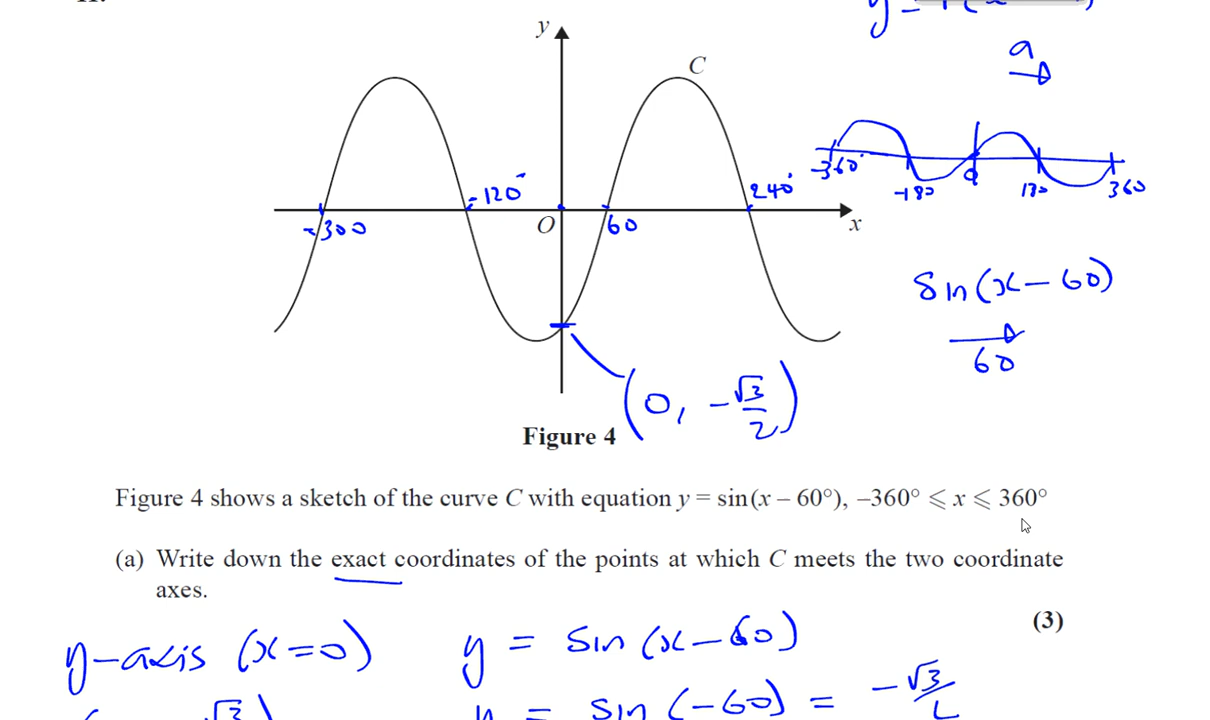 y
C
a
-360°
-180
0
180
360
-120°
240°
-300
O
60
x
sin(x-60)
60
(0, -√3/2)
Figure 4
Figure 4 shows a sketch of the curve C with equation y = sin(x – 60°), –360° ⩽ x ⩽ 360°
(a) Write down the exact coordinates of the points at which C meets the two coordinate
axes.
(3)
y-axis (x=0) y = sin (x-60)
sin (-60) = -√3/2